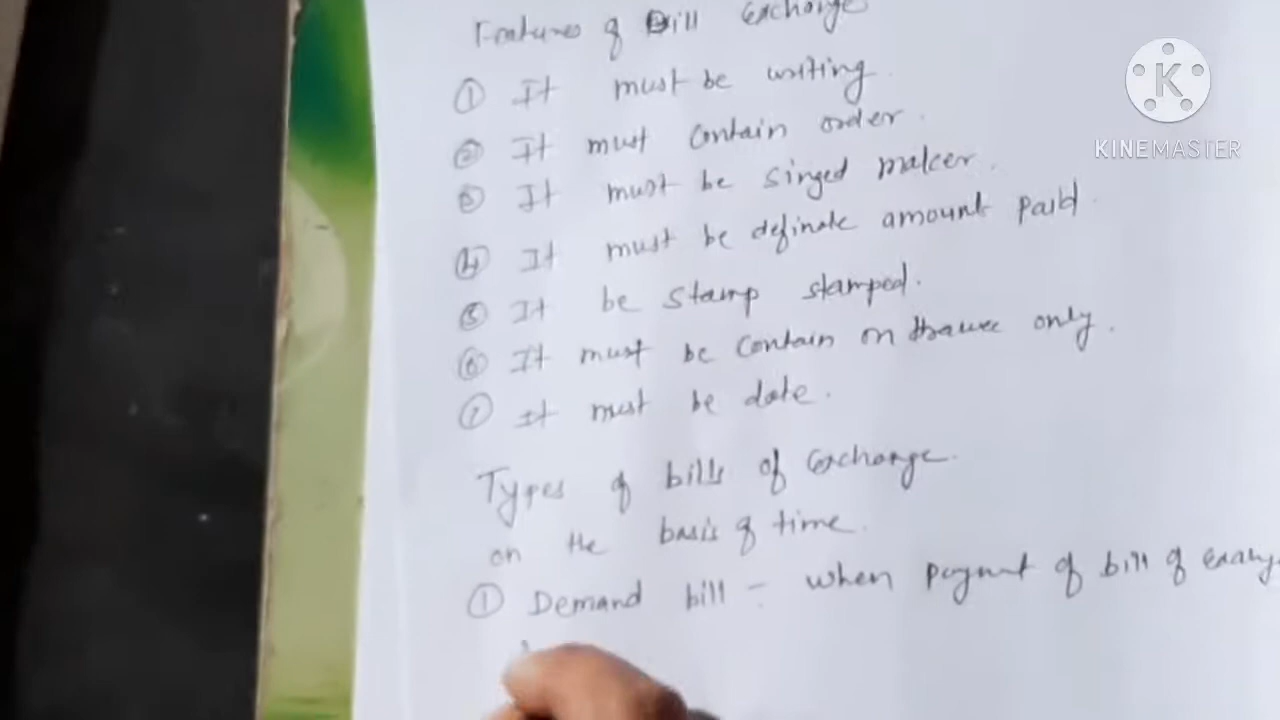 Features of Bill Exchange
① It must be writing
K
② It must contain order.
KINEMASTER
③ It must be singed maker.
④ It must be definate amount paid.
⑤ It be stamp stamped.
⑥ It must be contain on only.
⑦ It must be date.
Types of bills of Exchange.
on the basis of time.
① Demand bill - when payment of bill of